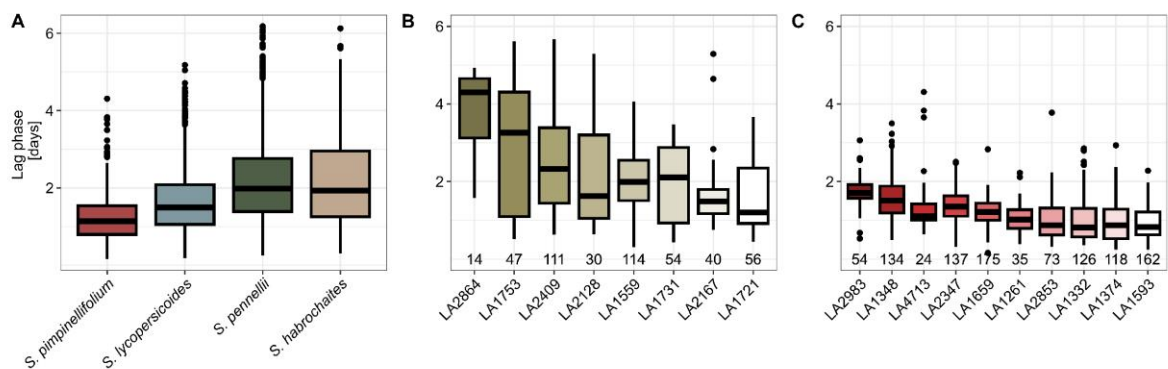 A
B
C
Lag phase
[days]
6
4
2
S. pimpinellifolium
S. lycopersicoides
S. pennellii
S. habrochaites
6
4
2
14 47 111 30 114 54 40 56
LA2864 LA1753 LA2409 LA2128 LA1559 LA1731 LA2167 LA1721
6
4
2
54 134 24 137 175 35 73 126 118 162
LA2983 LA1348 LA4713 LA2347 LA1659 LA1261 LA2853 LA1332 LA1374 LA1593